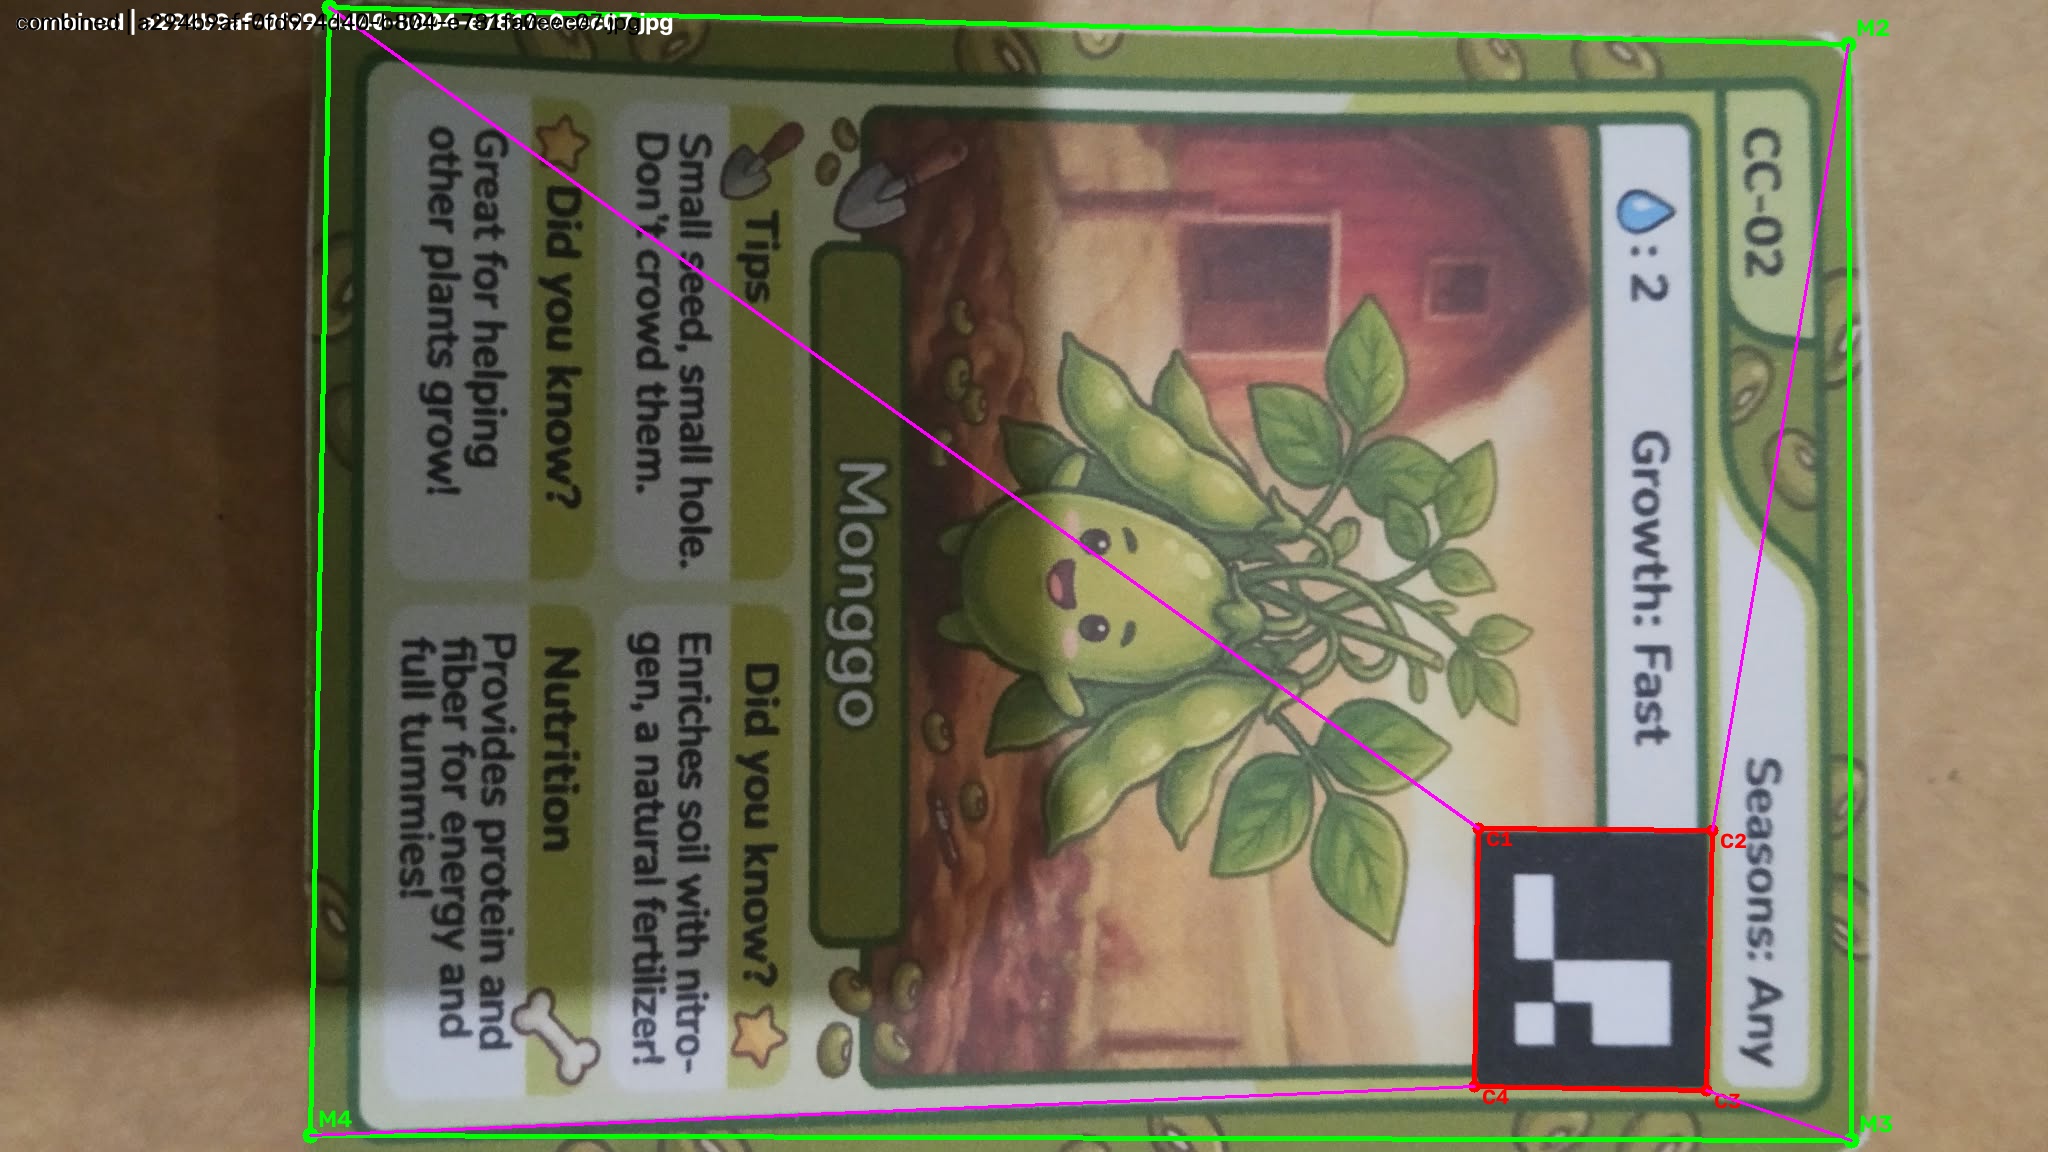 M2
CC-02
Seasons: Any
: 2 Growth: Fast
C1
C2
C4
C3
Monggo
Tips
Small seed, small hole.
Don't crowd them.
Did you know?
Enriches soil with nitro-
gen, a natural fertilizer!
Did you know?
Great for helping
other plants grow!
Nutrition
Provides protein and
fiber for energy and
full tummies!
M4
M3